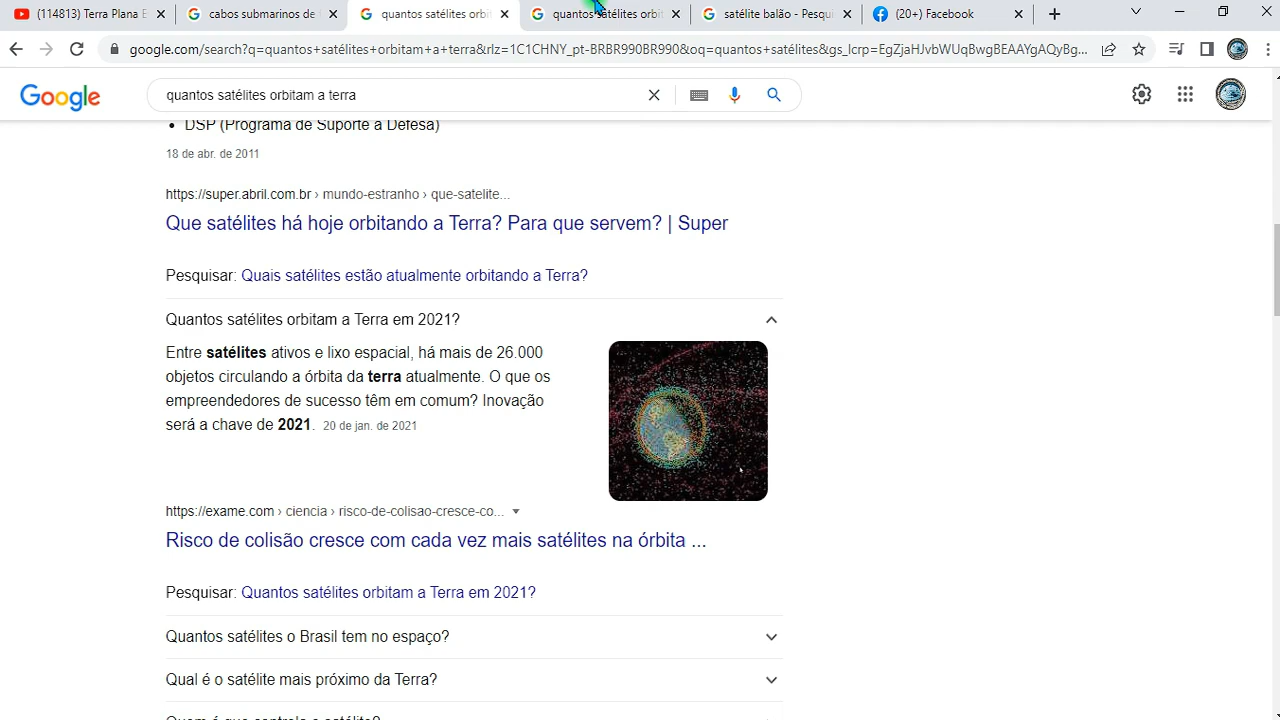 (114813) Terra Plana E
cabos submarinos de
quantos satélites orbit
quantos satélites orbit
satélite balão - Pesqui
(20+) Facebook
google.com/search?q=quantos+satélites+orbitam+a+terra&rlz=1C1CHNY_pt-BRBR990BR990&oq=quantos+satélites&gs_lcrp=EgZjaHJvbWUqBwgBEAAYgAQyBg...
Google
quantos satélites orbitam a terra
DSP (Programa de Suporte a Defesa)
18 de abr. de 2011
https://super.abril.com.br › mundo-estranho › que-satelite...
Que satélites há hoje orbitando a Terra? Para que servem? | Super
Pesquisar: Quais satélites estão atualmente orbitando a Terra?
Quantos satélites orbitam a Terra em 2021?
Entre satélites ativos e lixo espacial, há mais de 26.000
objetos circulando a órbita da terra atualmente. O que os
empreendedores de sucesso têm em comum? Inovação
será a chave de 2021. 20 de jan. de 2021
https://exame.com › ciencia › risco-de-colisao-cresce-co...
Risco de colisão cresce com cada vez mais satélites na órbita ...
Pesquisar: Quantos satélites orbitam a Terra em 2021?
Quantos satélites o Brasil tem no espaço?
Qual é o satélite mais próximo da Terra?
Quem é que controla o satélite?